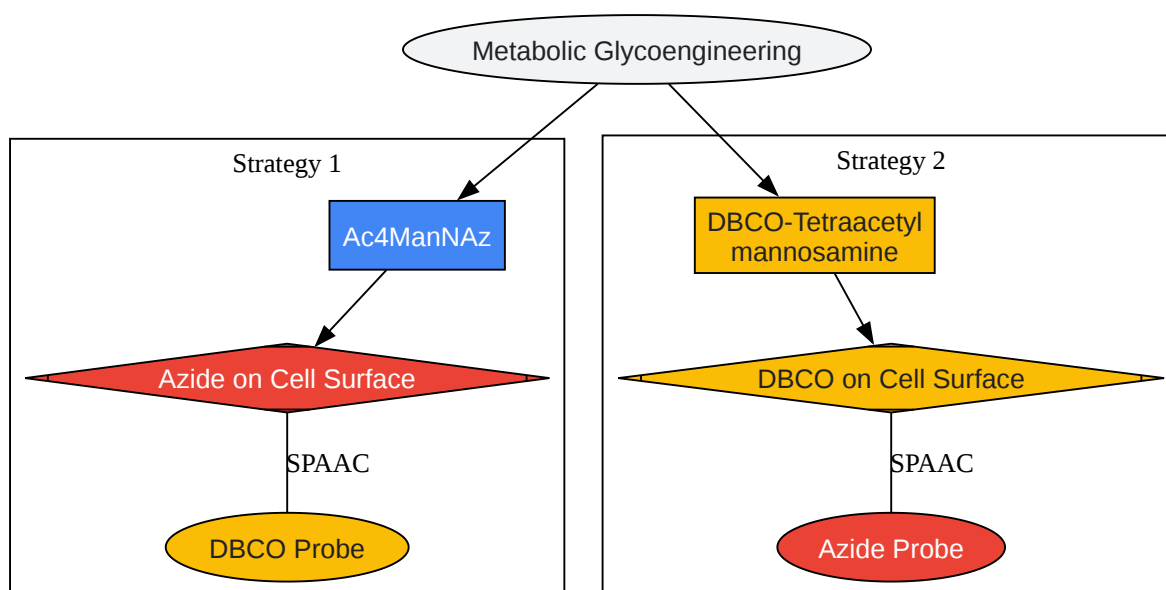 Metabolic Glycoengineering
Strategy 1
Ac4ManNAz
Azide on Cell Surface
SPAAC
DBCO Probe
Strategy 2
DBCO-Tetraacetyl
mannosamine
DBCO on Cell Surface
SPAAC
Azide Probe